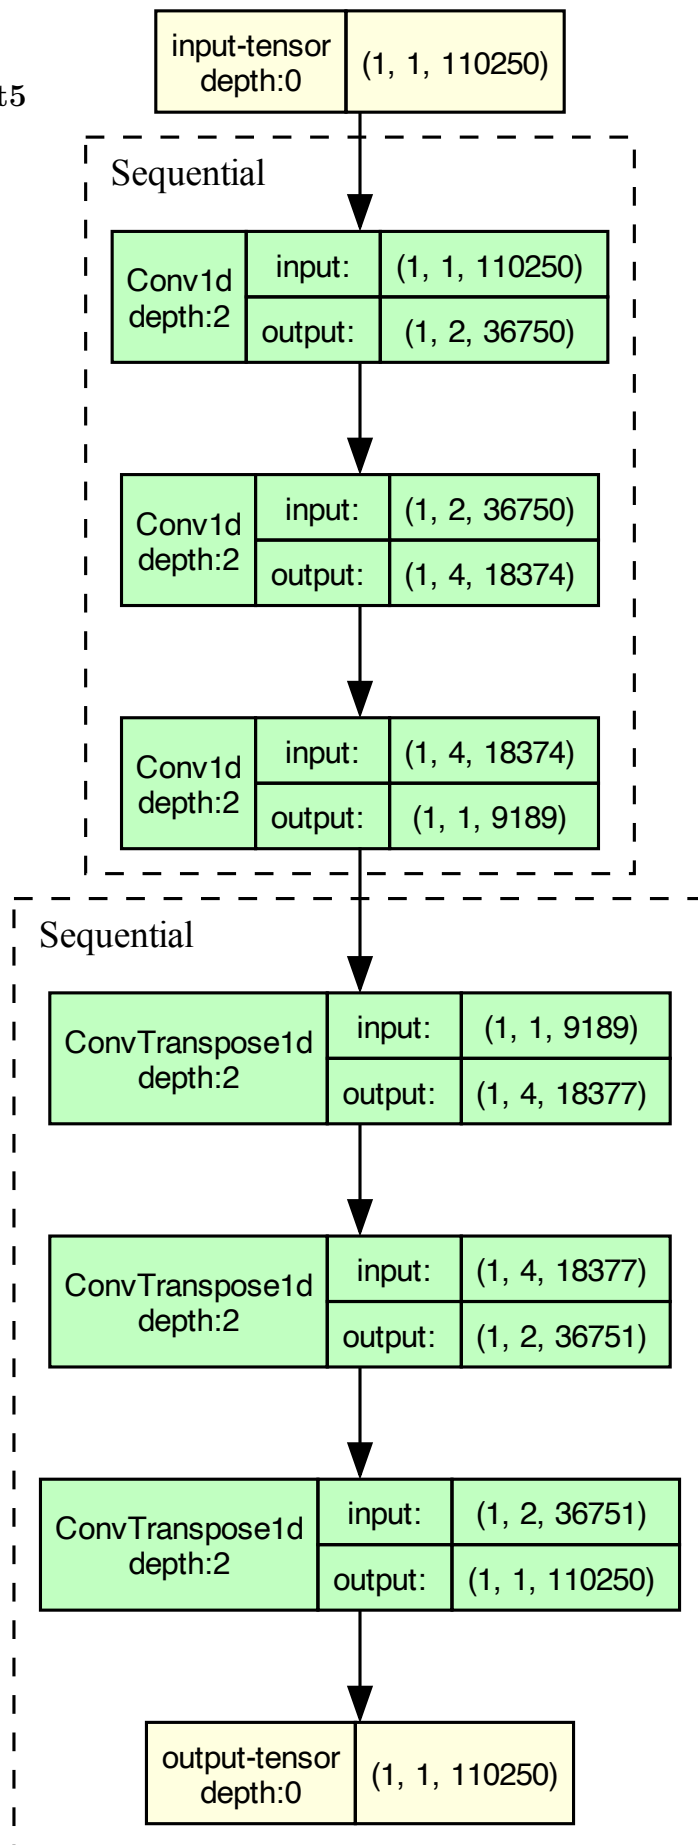 input-tensor
depth:0
(1, 1, 110250)
t5
Sequential
Conv1d
depth:2
input:
(1, 1, 110250)
output:
(1, 2, 36750)
Conv1d
depth:2
input:
(1, 2, 36750)
output:
(1, 4, 18374)
Conv1d
depth:2
input:
(1, 4, 18374)
output:
(1, 1, 9189)
Sequential
ConvTranspose1d
depth:2
input:
(1, 1, 9189)
output:
(1, 4, 18377)
ConvTranspose1d
depth:2
input:
(1, 4, 18377)
output:
(1, 2, 36751)
ConvTranspose1d
depth:2
input:
(1, 2, 36751)
output:
(1, 1, 110250)
output-tensor
depth:0
(1, 1, 110250)